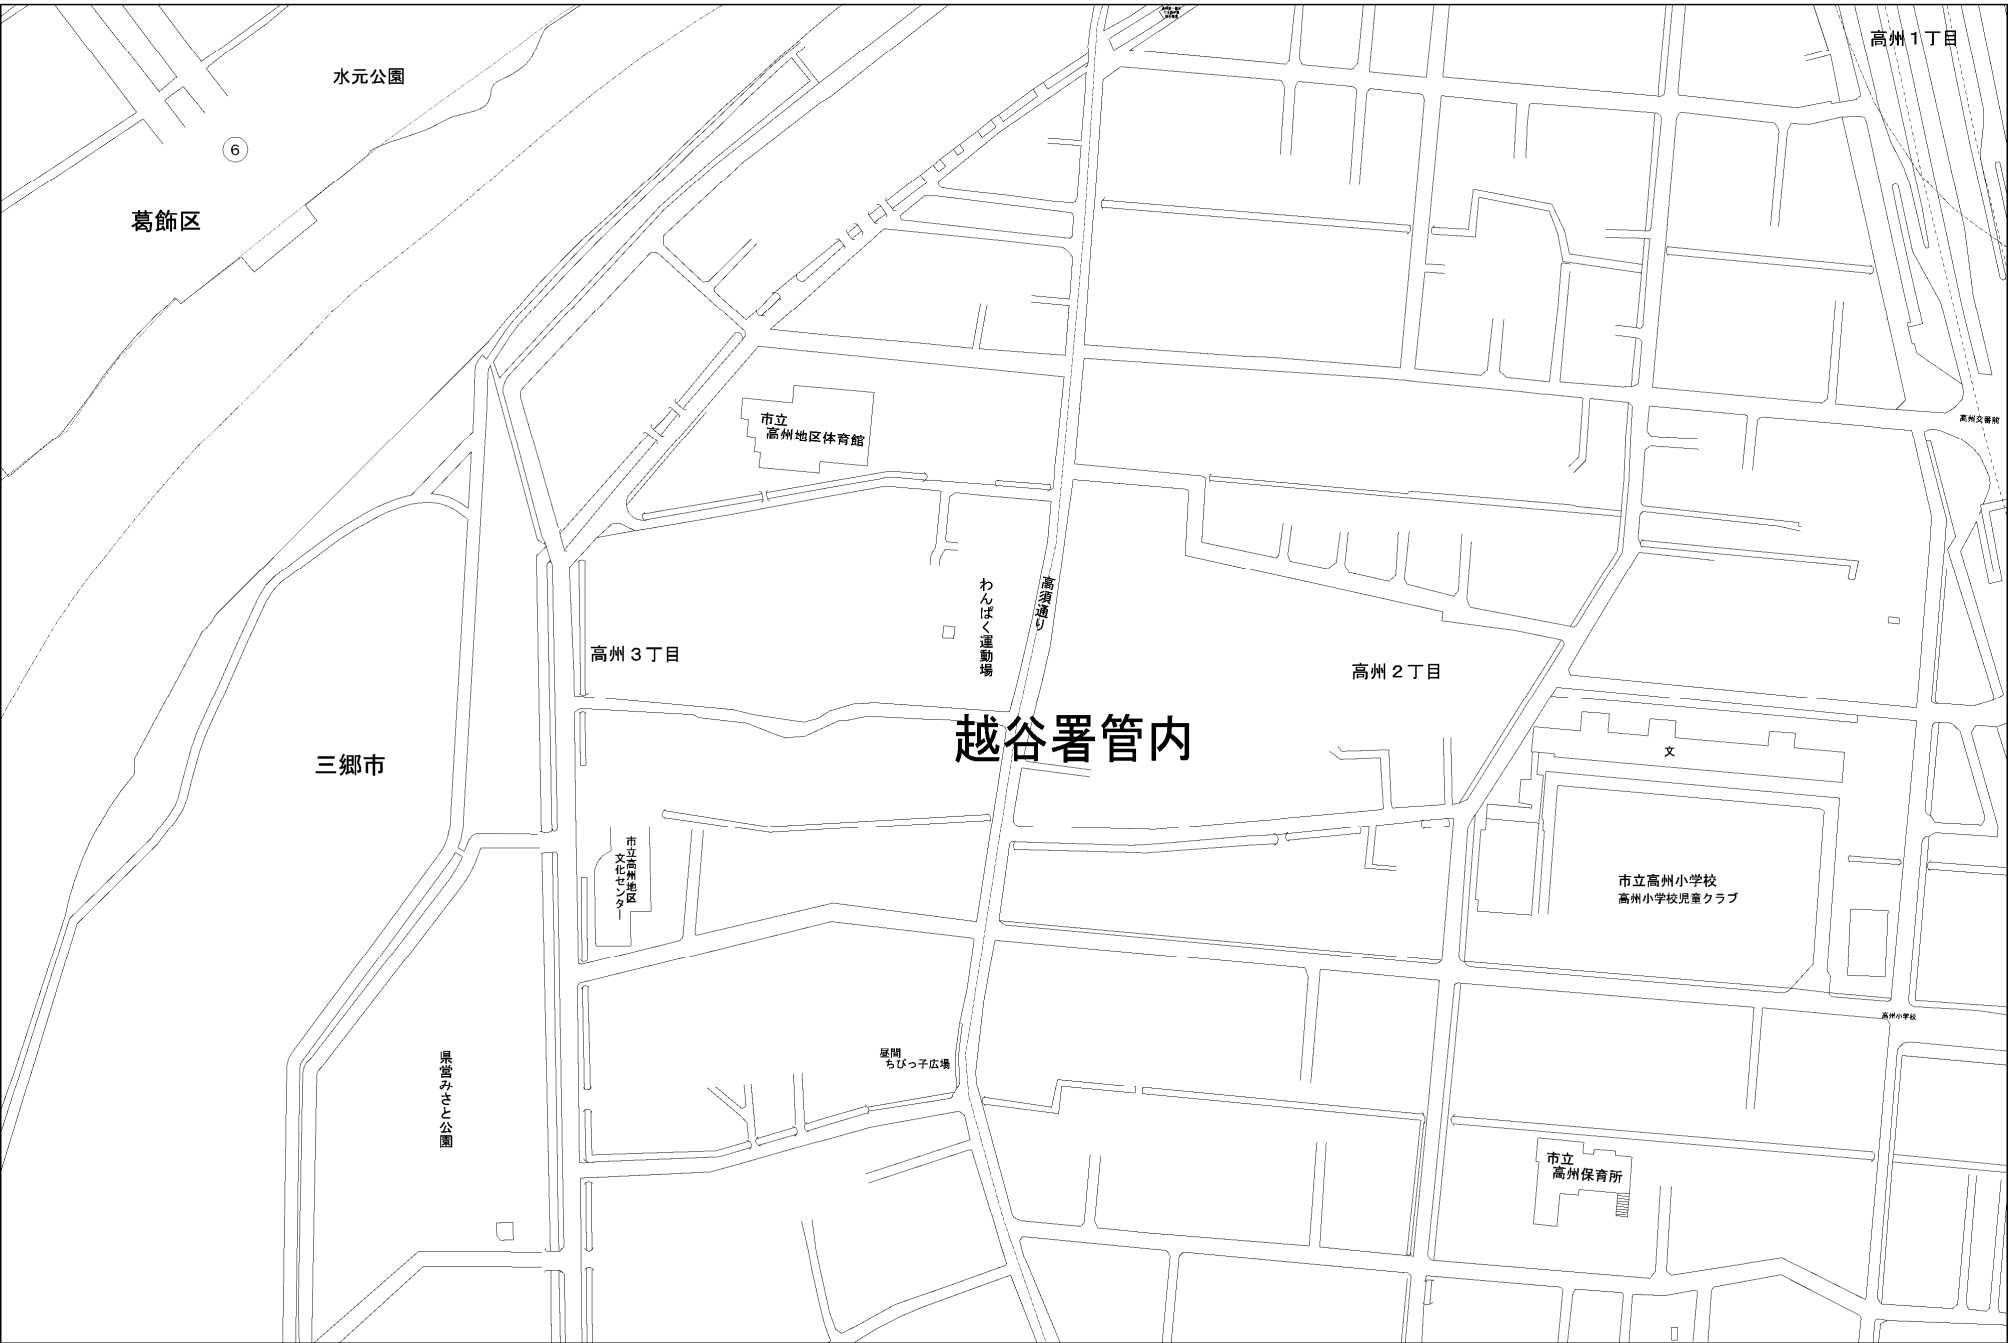 高州１丁目
水元公園
6
葛飾区
高州交番前
市立
高州地区体育館
わんぱく運動場
高須通り
高州３丁目
高州２丁目
越谷署管内
文
三郷市
市立高州地区
文化センター
市立高州小学校
高州小学校児童クラブ
高州小学校
昼間
ちびっ子広場
県営みさと公園
市立
高州保育所